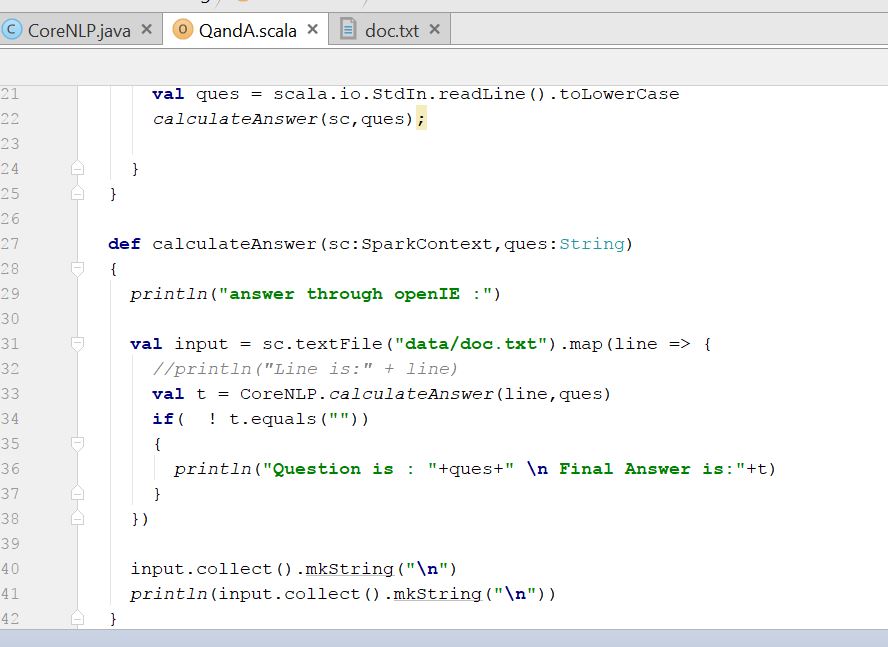 CoreNLP.java QandA.scala doc.txt
21 val ques = scala.io.StdIn.readLine().toLowerCase
22 calculateAnswer(sc,ques);
23
24 }
25 }
26
27 def calculateAnswer(sc:SparkContext,ques:String)
28 {
29 println("answer through openIE :")
30
31 val input = sc.textFile("data/doc.txt").map(line => {
32 //println("Line is:" + line)
33 val t = CoreNLP.calculateAnswer(line,ques)
34 if( ! t.equals(""))
35 {
36 println("Question is : "+ques+" \n Final Answer is:"+t)
37 }
38 })
39
40 input.collect().mkString("\n")
41 println(input.collect().mkString("\n"))
42 }